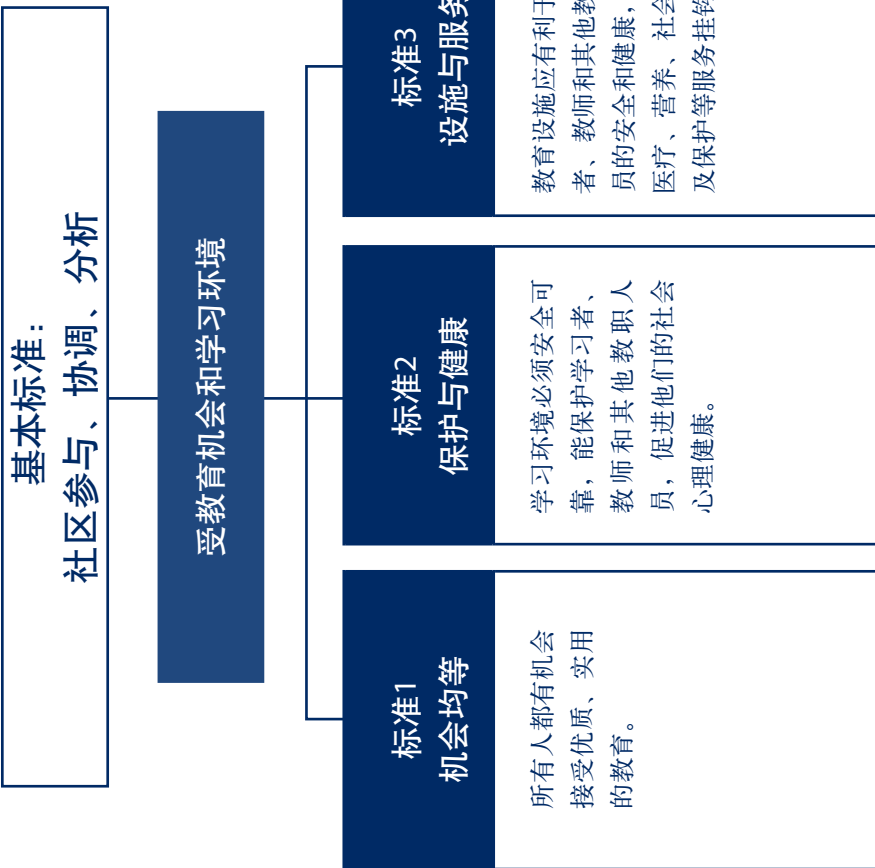 基本标准：
社区参与、协调、分析
受教育机会和学习环境
标准1
机会均等
所有人都有机会
接受优质、实用
的教育。
标准2
保护与健康
学习环境必须安全可
靠，能保护学习者、
教师和其他教职人
员，促进他们的社会
心理健康。
标准3
设施与服务
教育设施应有利于
者、教师和其他教
员的安全和健康，
医疗、营养、社会
及保护等服务挂钩